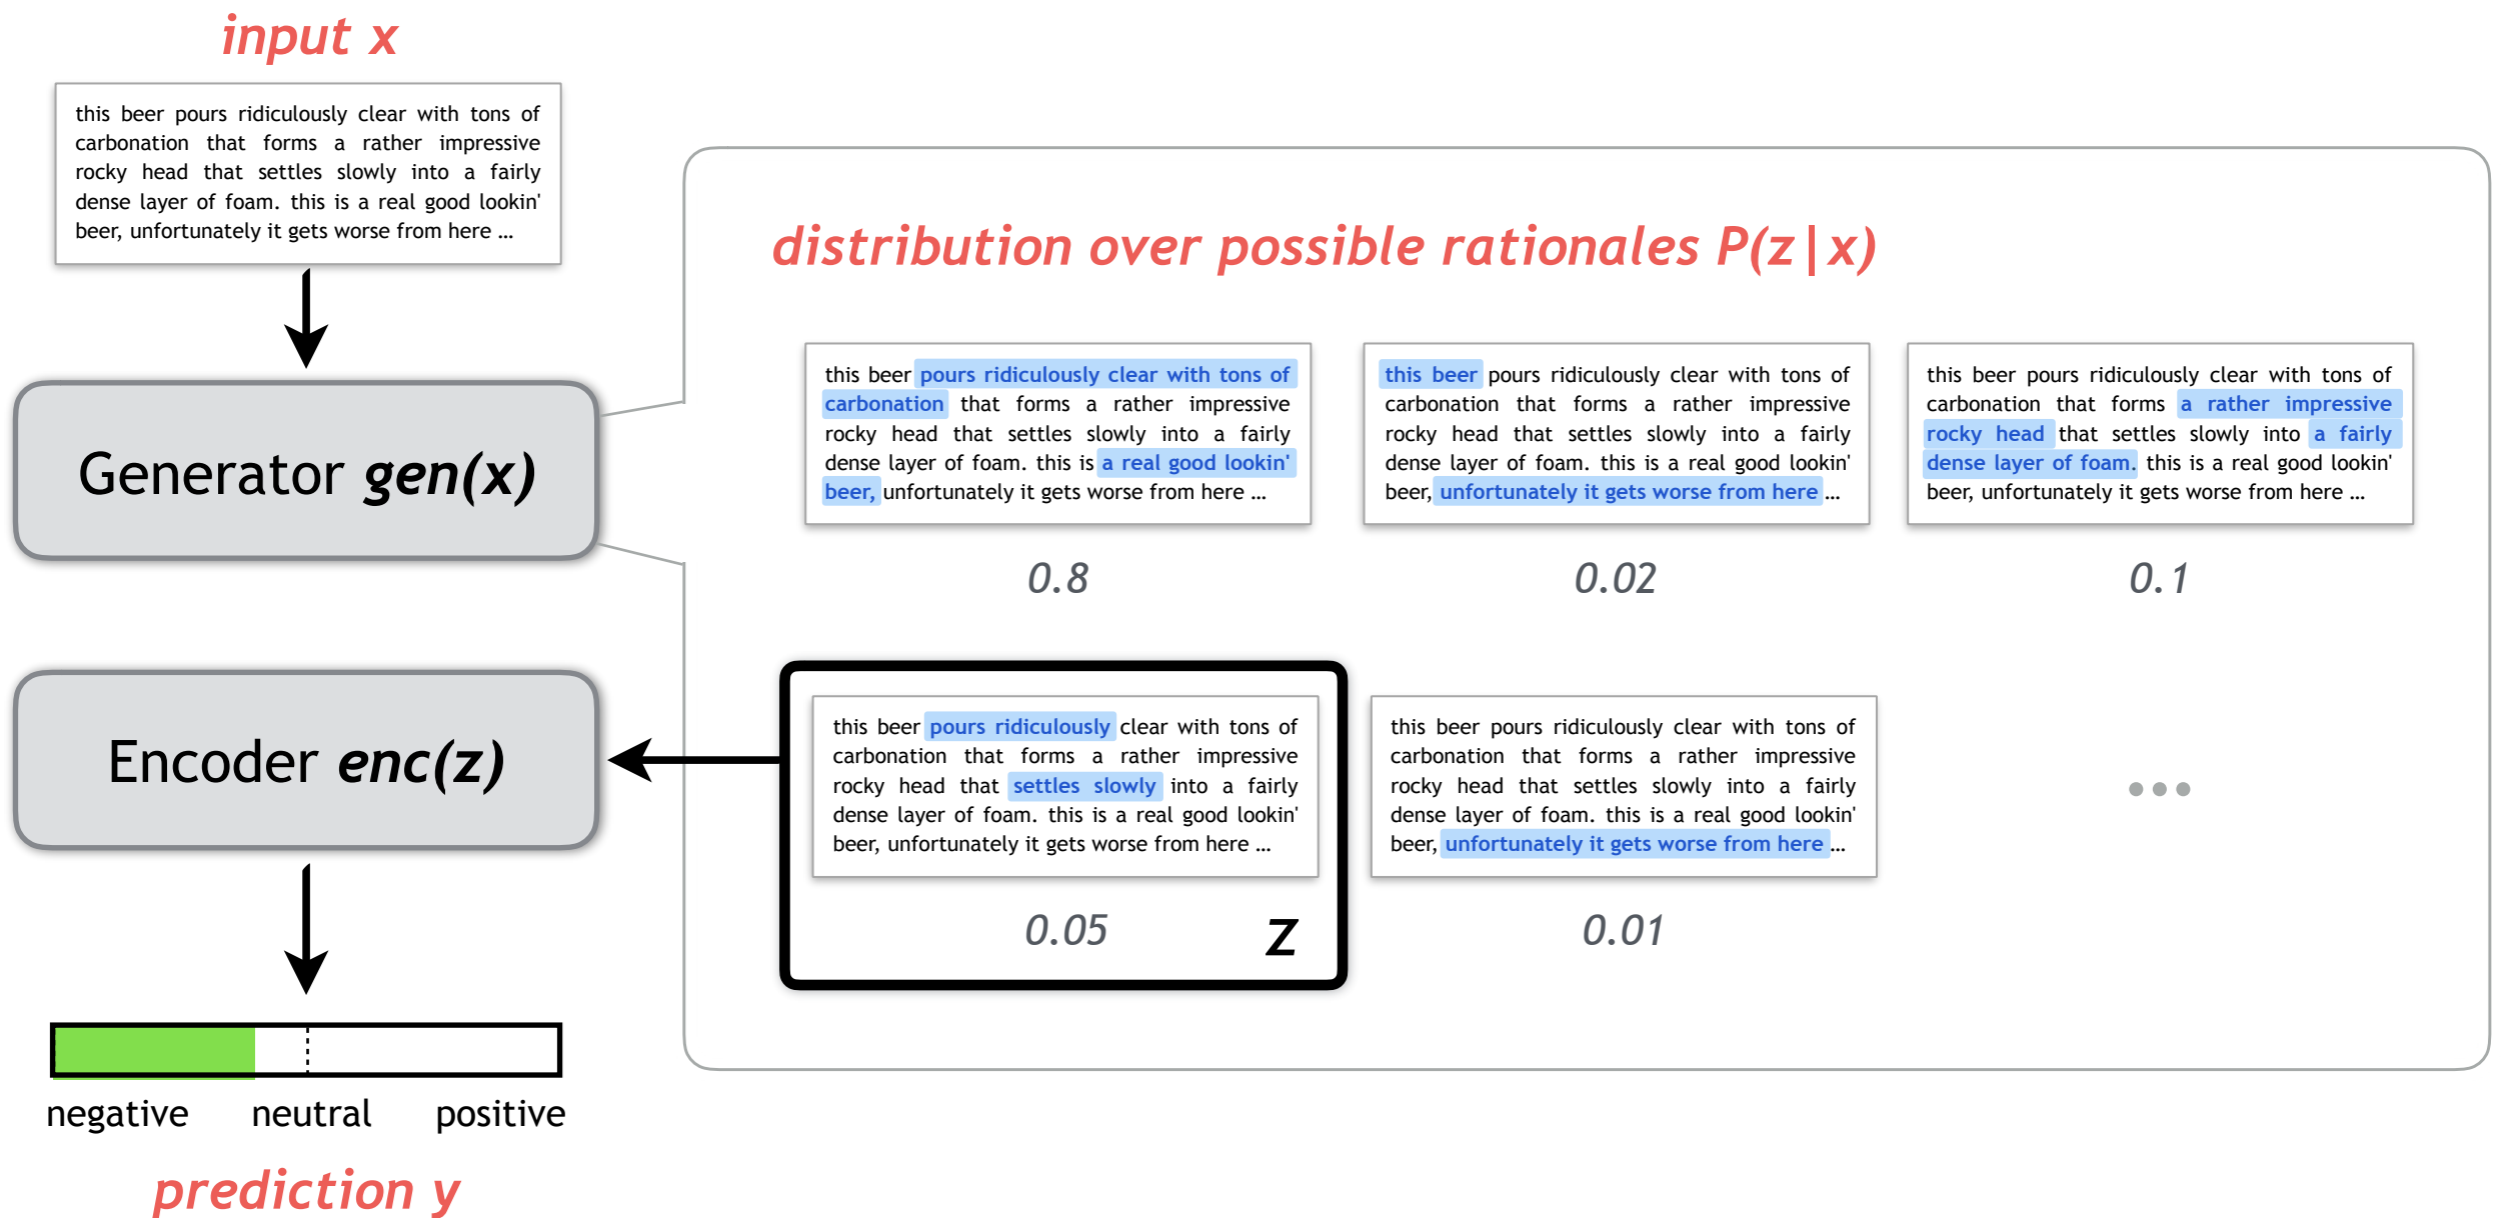 input x
this beer pours ridiculously clear with tons of
carbonation that forms a rather impressive
rocky head that settles slowly into a fairly
dense layer of foam. this is a real good lookin'
beer, unfortunately it gets worse from here ...
Generator gen(x)
Encoder enc(z)
negative neutral positive
prediction y
distribution over possible rationales P(z|x)
this beer pours ridiculously clear with tons of
carbonation that forms a rather impressive
rocky head that settles slowly into a fairly
dense layer of foam. this is a real good lookin'
beer, unfortunately it gets worse from here ...
0.8
this beer pours ridiculously clear with tons of
carbonation that forms a rather impressive
rocky head that settles slowly into a fairly
dense layer of foam. this is a real good lookin'
beer, unfortunately it gets worse from here ...
0.02
this beer pours ridiculously clear with tons of
carbonation that forms a rather impressive
rocky head that settles slowly into a fairly
dense layer of foam. this is a real good lookin'
beer, unfortunately it gets worse from here ...
0.1
this beer pours ridiculously clear with tons of
carbonation that forms a rather impressive
rocky head that settles slowly into a fairly
dense layer of foam. this is a real good lookin'
beer, unfortunately it gets worse from here ...
0.05 z
this beer pours ridiculously clear with tons of
carbonation that forms a rather impressive
rocky head that settles slowly into a fairly
dense layer of foam. this is a real good lookin'
beer, unfortunately it gets worse from here ...
0.01
...